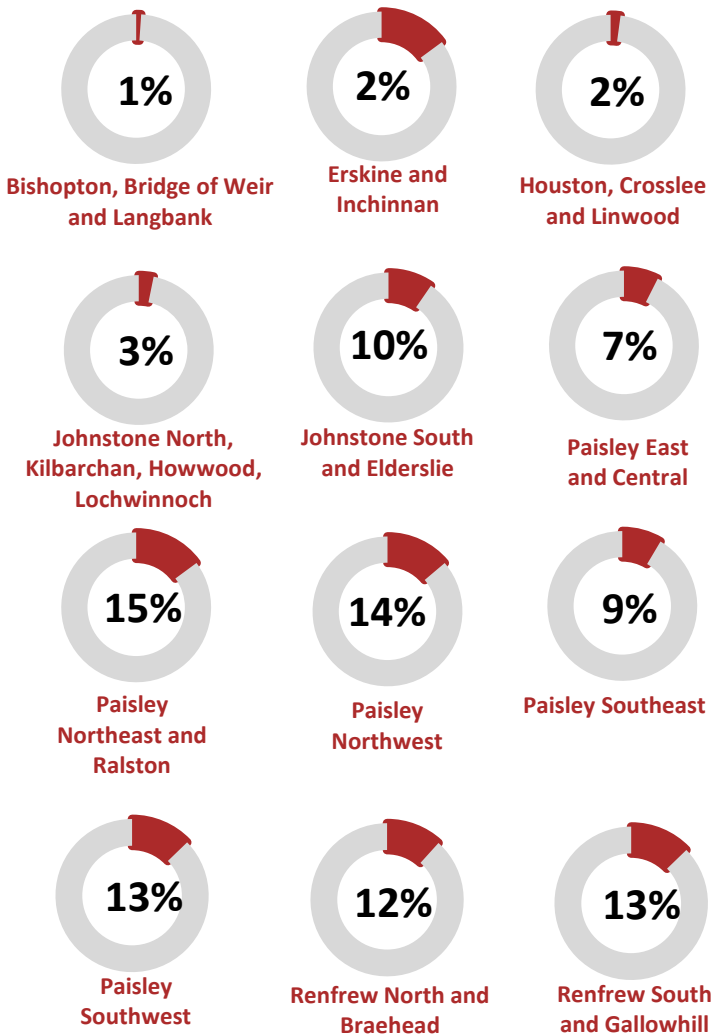 1%
Bishopton, Bridge of Weir
and Langbank
2%
Erskine and
Inchinnan
2%
Houston, Crosslee
and Linwood
3%
Johnstone North,
Kilbarchan, Howwood,
Lochwinnoch
10%
Johnstone South
and Elderslie
7%
Paisley East
and Central
15%
Paisley
Northeast and
Ralston
14%
Paisley
Northwest
9%
Paisley Southeast
13%
Paisley
Southwest
12%
Renfrew North and
Braehead
13%
Renfrew South
and Gallowhill